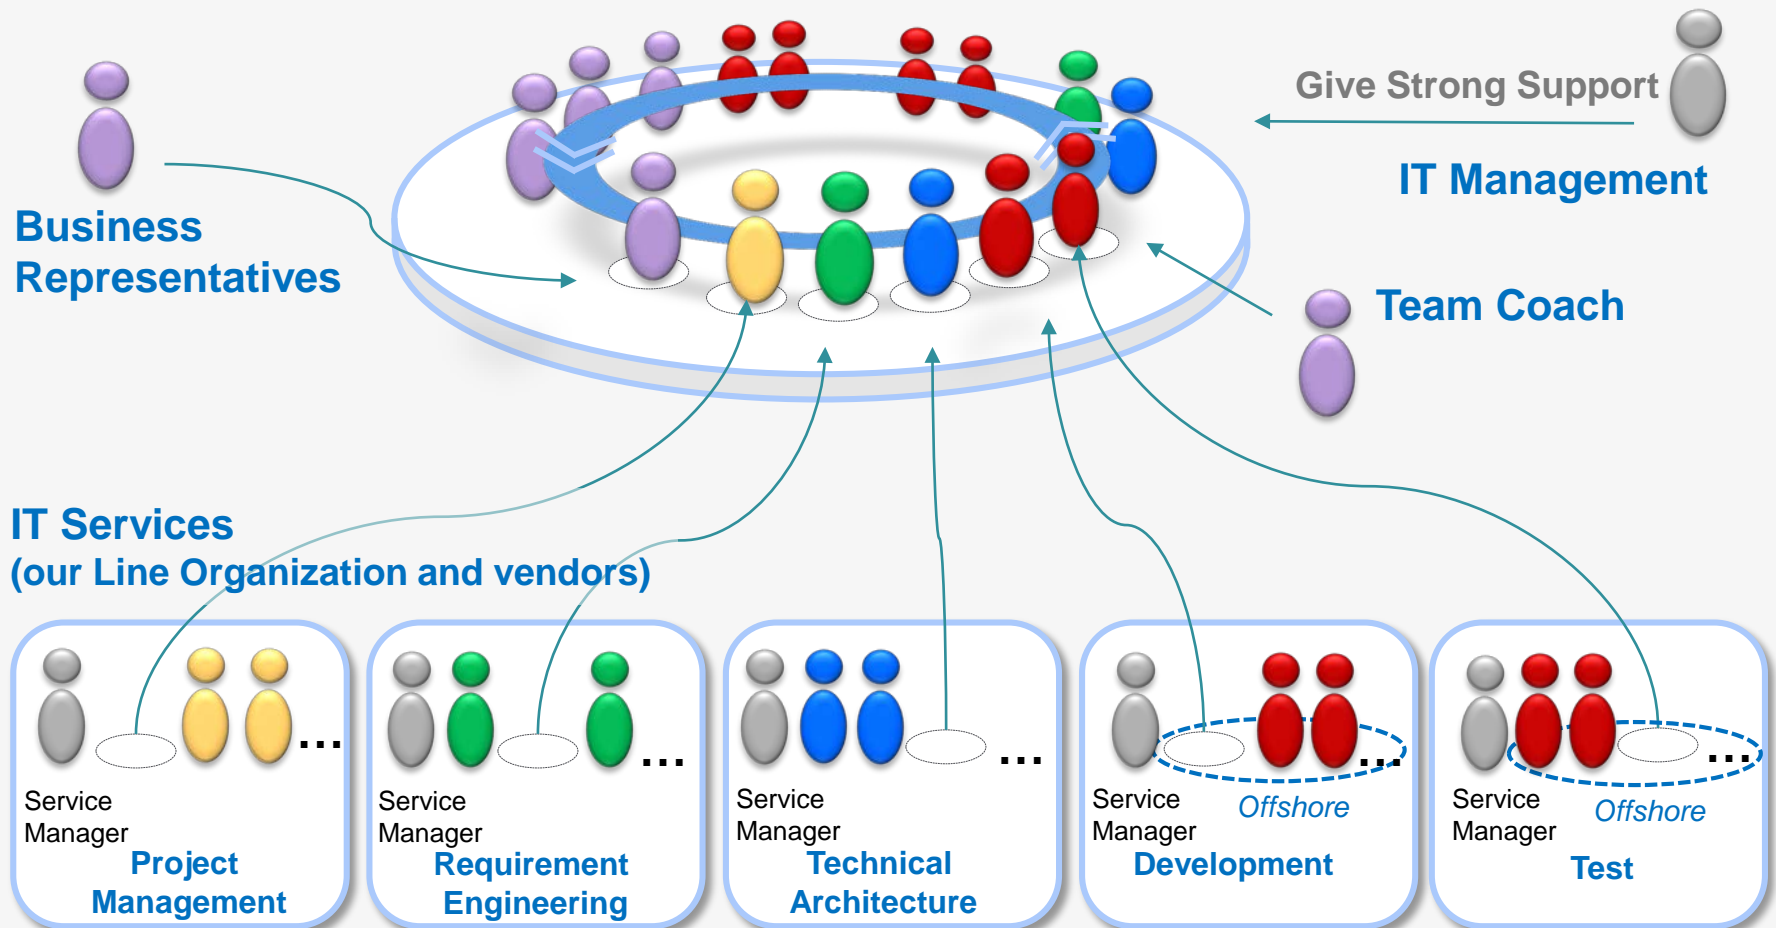 Give Strong Support
IT Management
Business
Representatives
Team Coach
IT Services
(our Line Organization and vendors)
...
Service
Manager
Project
Management
...
Service
Manager
Requirement
Engineering
...
Service
Manager
Technical
Architecture
...
Service
Manager
Offshore
Development
...
Service
Manager
Offshore
Test